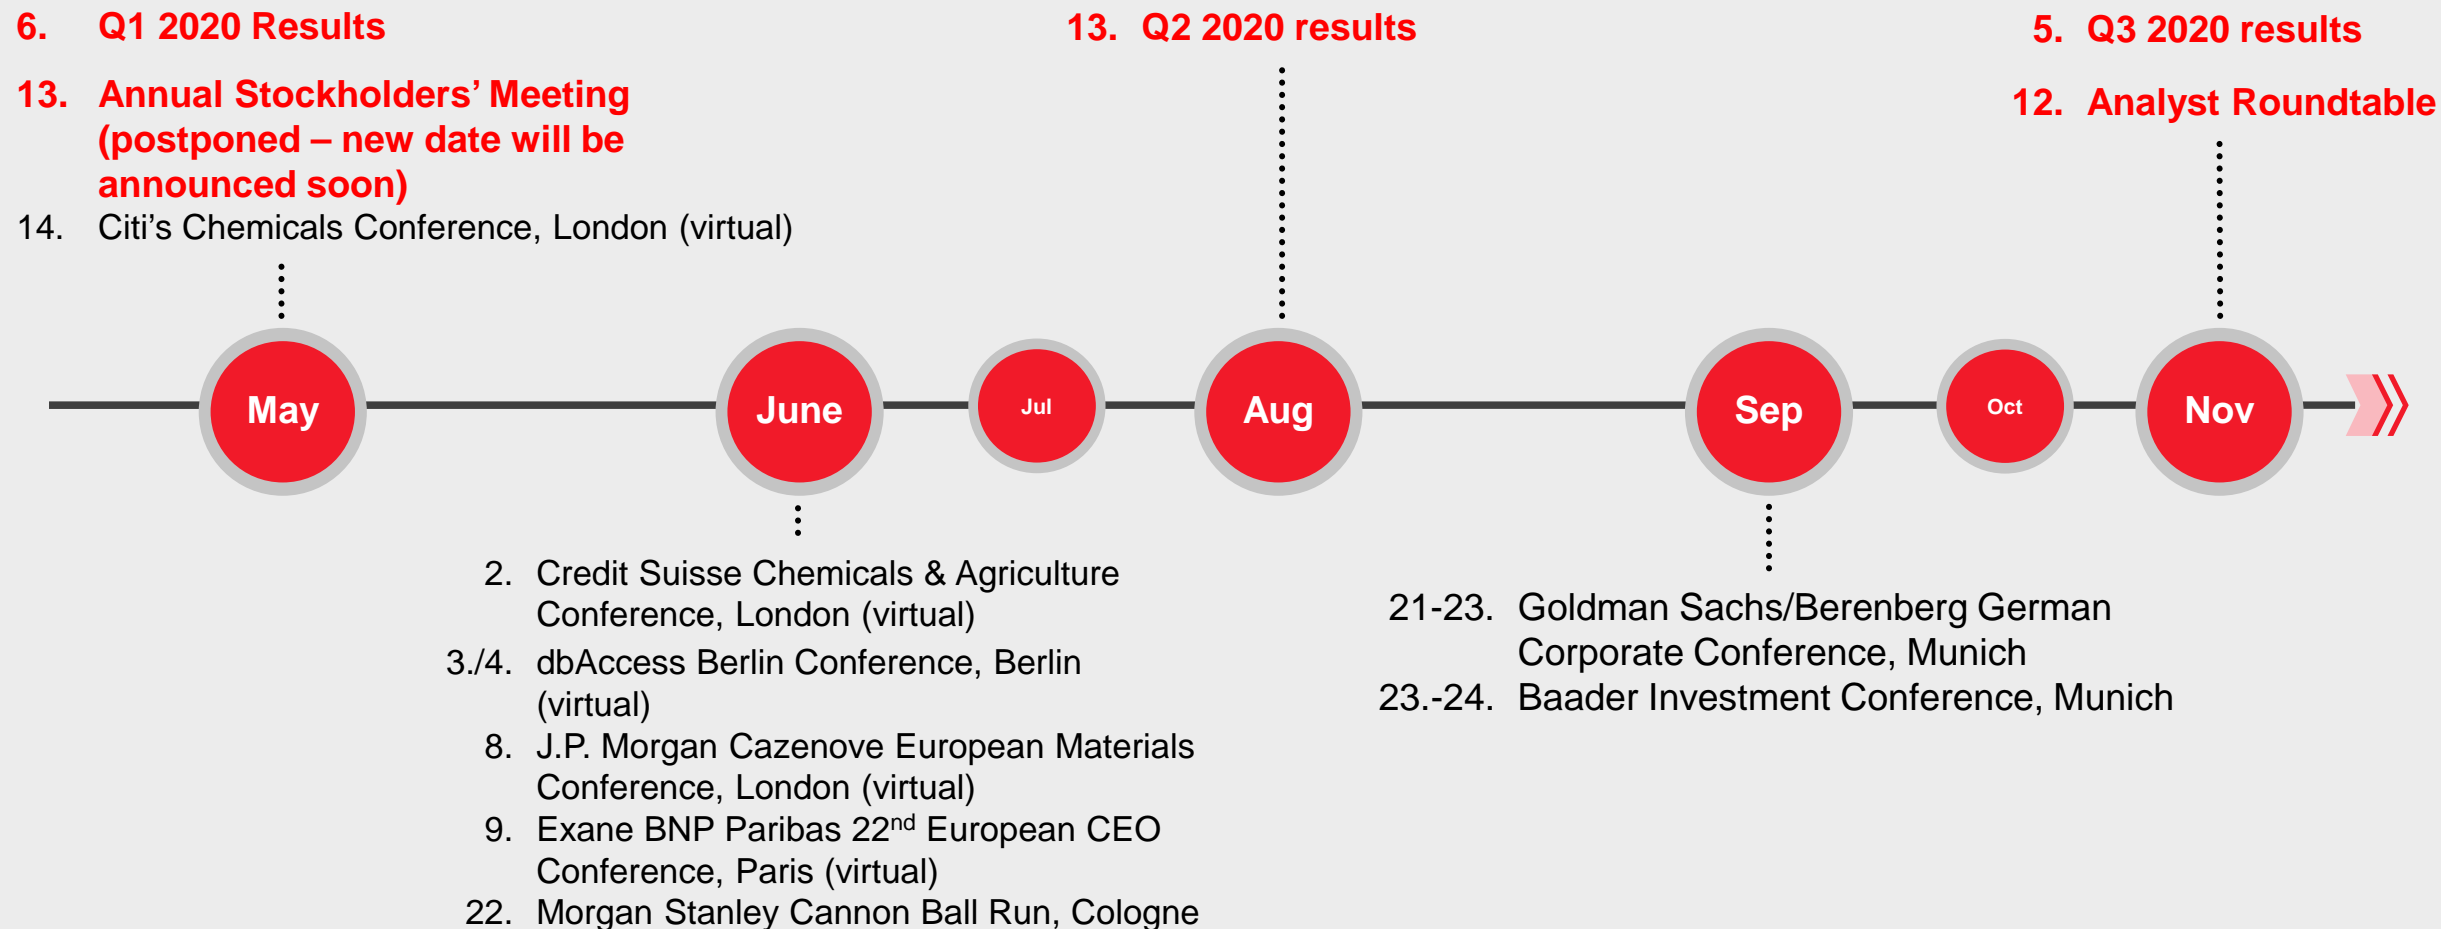 6. Q1 2020 Results
13. Annual Stockholders’ Meeting
(postponed – new date will be
announced soon)
14. Citi’s Chemicals Conference, London (virtual)
13. Q2 2020 results
5. Q3 2020 results
12. Analyst Roundtable
May
June
Jul
Aug
Sep
Oct
Nov
2. Credit Suisse Chemicals & Agriculture
Conference, London (virtual)
3./4. dbAccess Berlin Conference, Berlin
(virtual)
8. J.P. Morgan Cazenove European Materials
Conference, London (virtual)
9. Exane BNP Paribas 22nd European CEO
Conference, Paris (virtual)
22. Morgan Stanley Cannon Ball Run, Cologne
21-23. Goldman Sachs/Berenberg German
Corporate Conference, Munich
23.-24. Baader Investment Conference, Munich